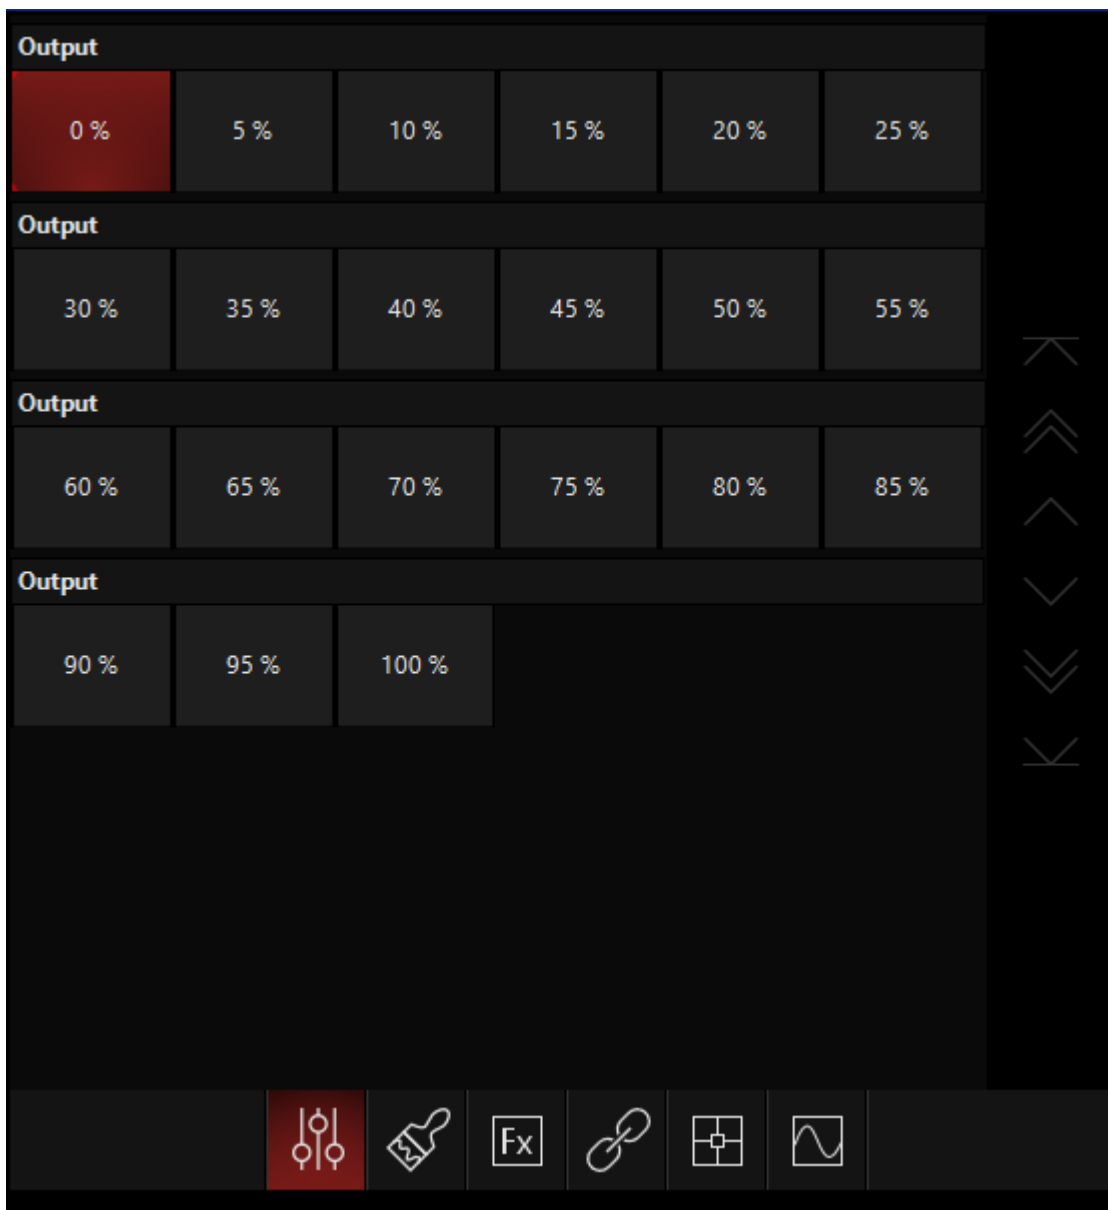 Output
0 % 5 % 10 % 15 % 20 % 25 %
Output
30 % 35 % 40 % 45 % 50 % 55 %
Output
60 % 65 % 70 % 75 % 80 % 85 %
Output
90 % 95 % 100 %
Fx